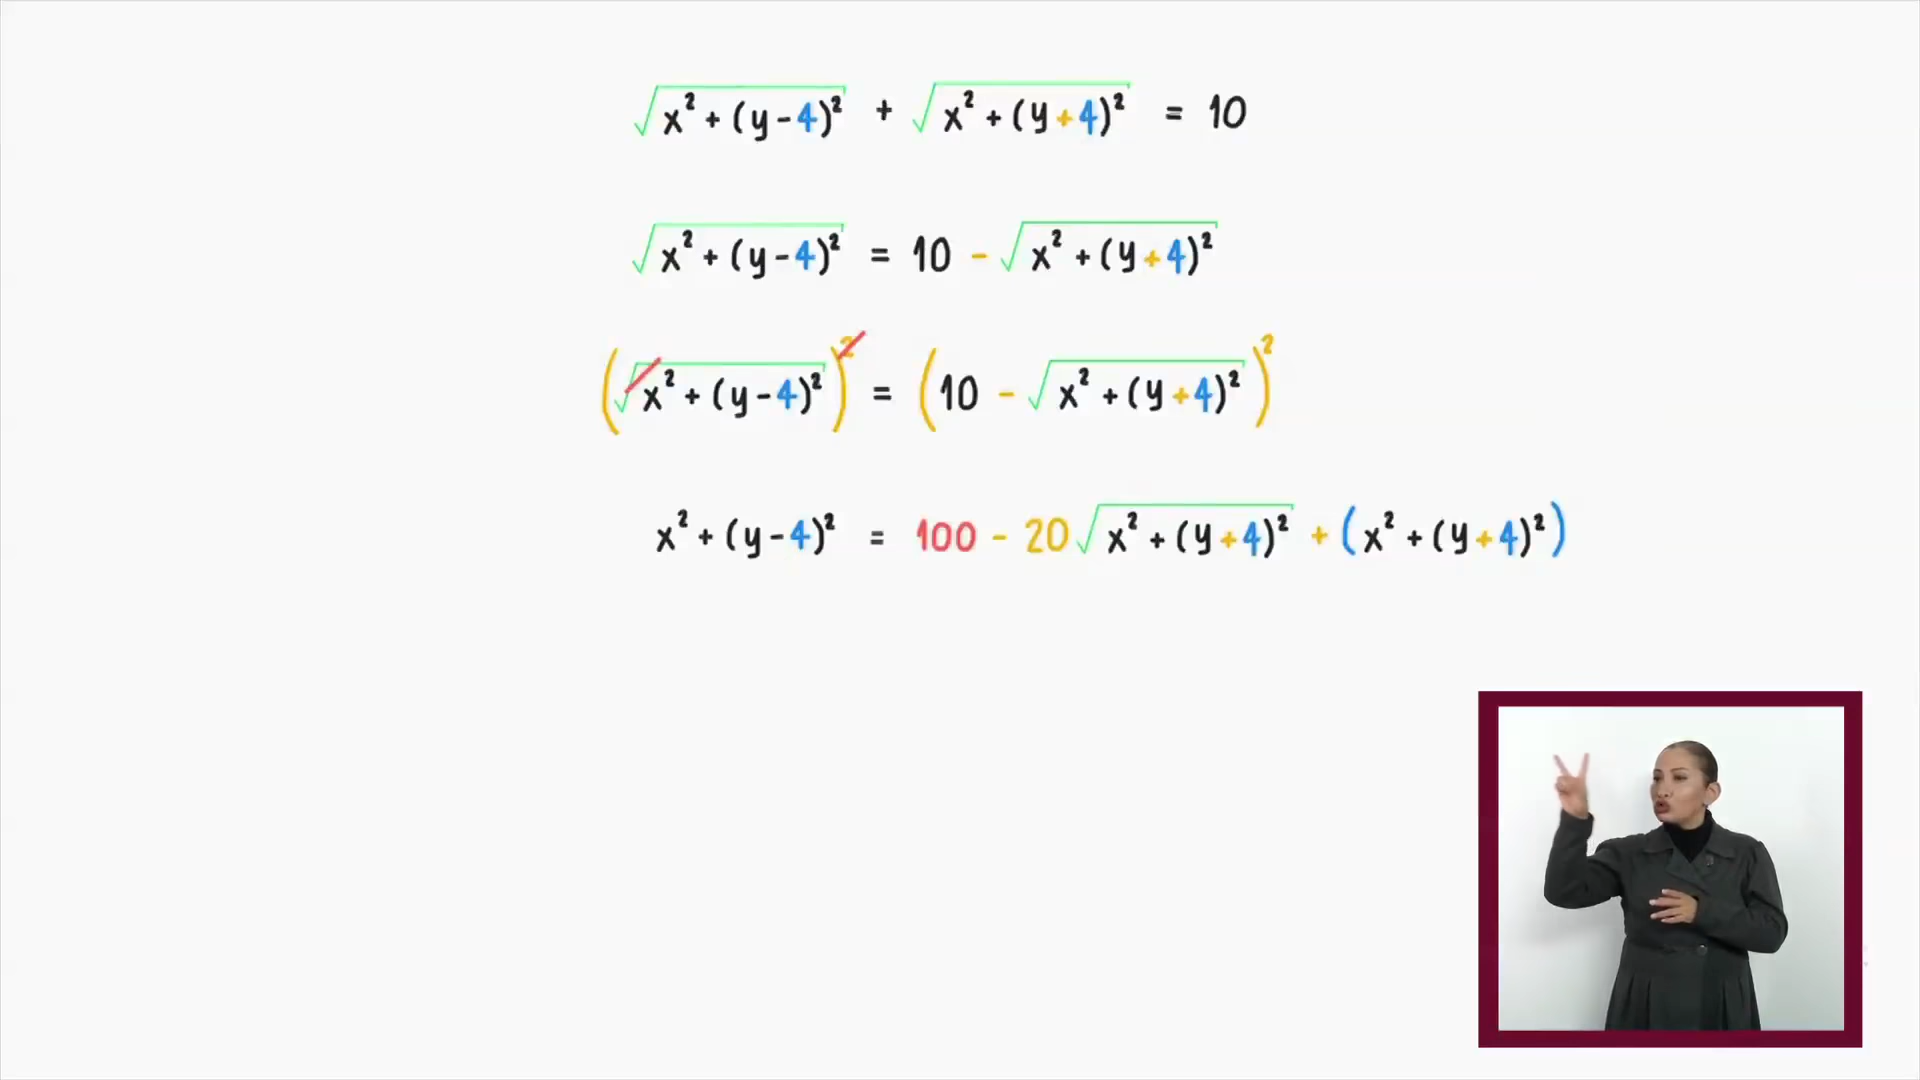 √x² + (y - 4)² + √x² + (y + 4)² = 10
√x² + (y - 4)² = 10 - √x² + (y + 4)²
(√x² + (y - 4)²)² = (10 - √x² + (y + 4)²)²
x² + (y - 4)² = 100 - 20√x² + (y + 4)² + (x² + (y + 4)²)